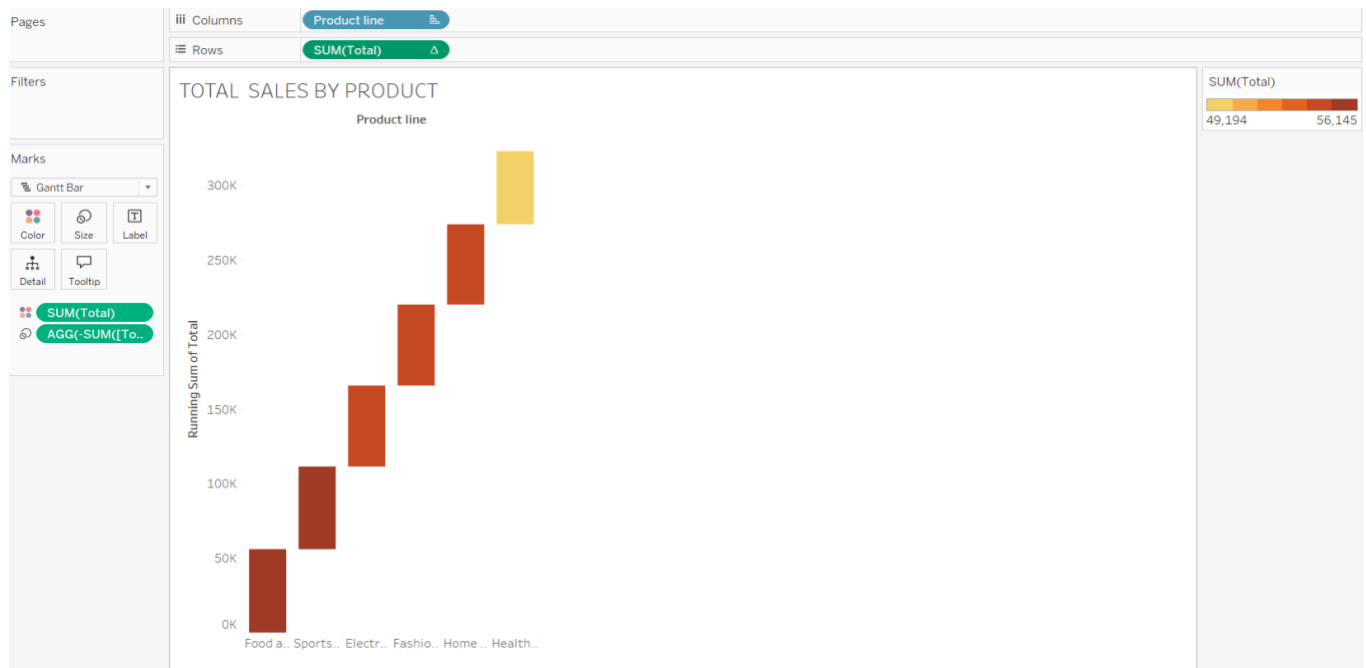 Pages
Columns
Product line
Rows
SUM(Total)
Filters
TOTAL SALES BY PRODUCT
Product line
SUM(Total)
49,194 56,145
Marks
Gantt Bar
Color Size Label
Detail Tooltip
SUM(Total)
AGG(-SUM([To..
Running Sum of Total
300K
250K
200K
150K
100K
50K
0K
Food a.. Sports.. Electr.. Fashio.. Home .. Health..